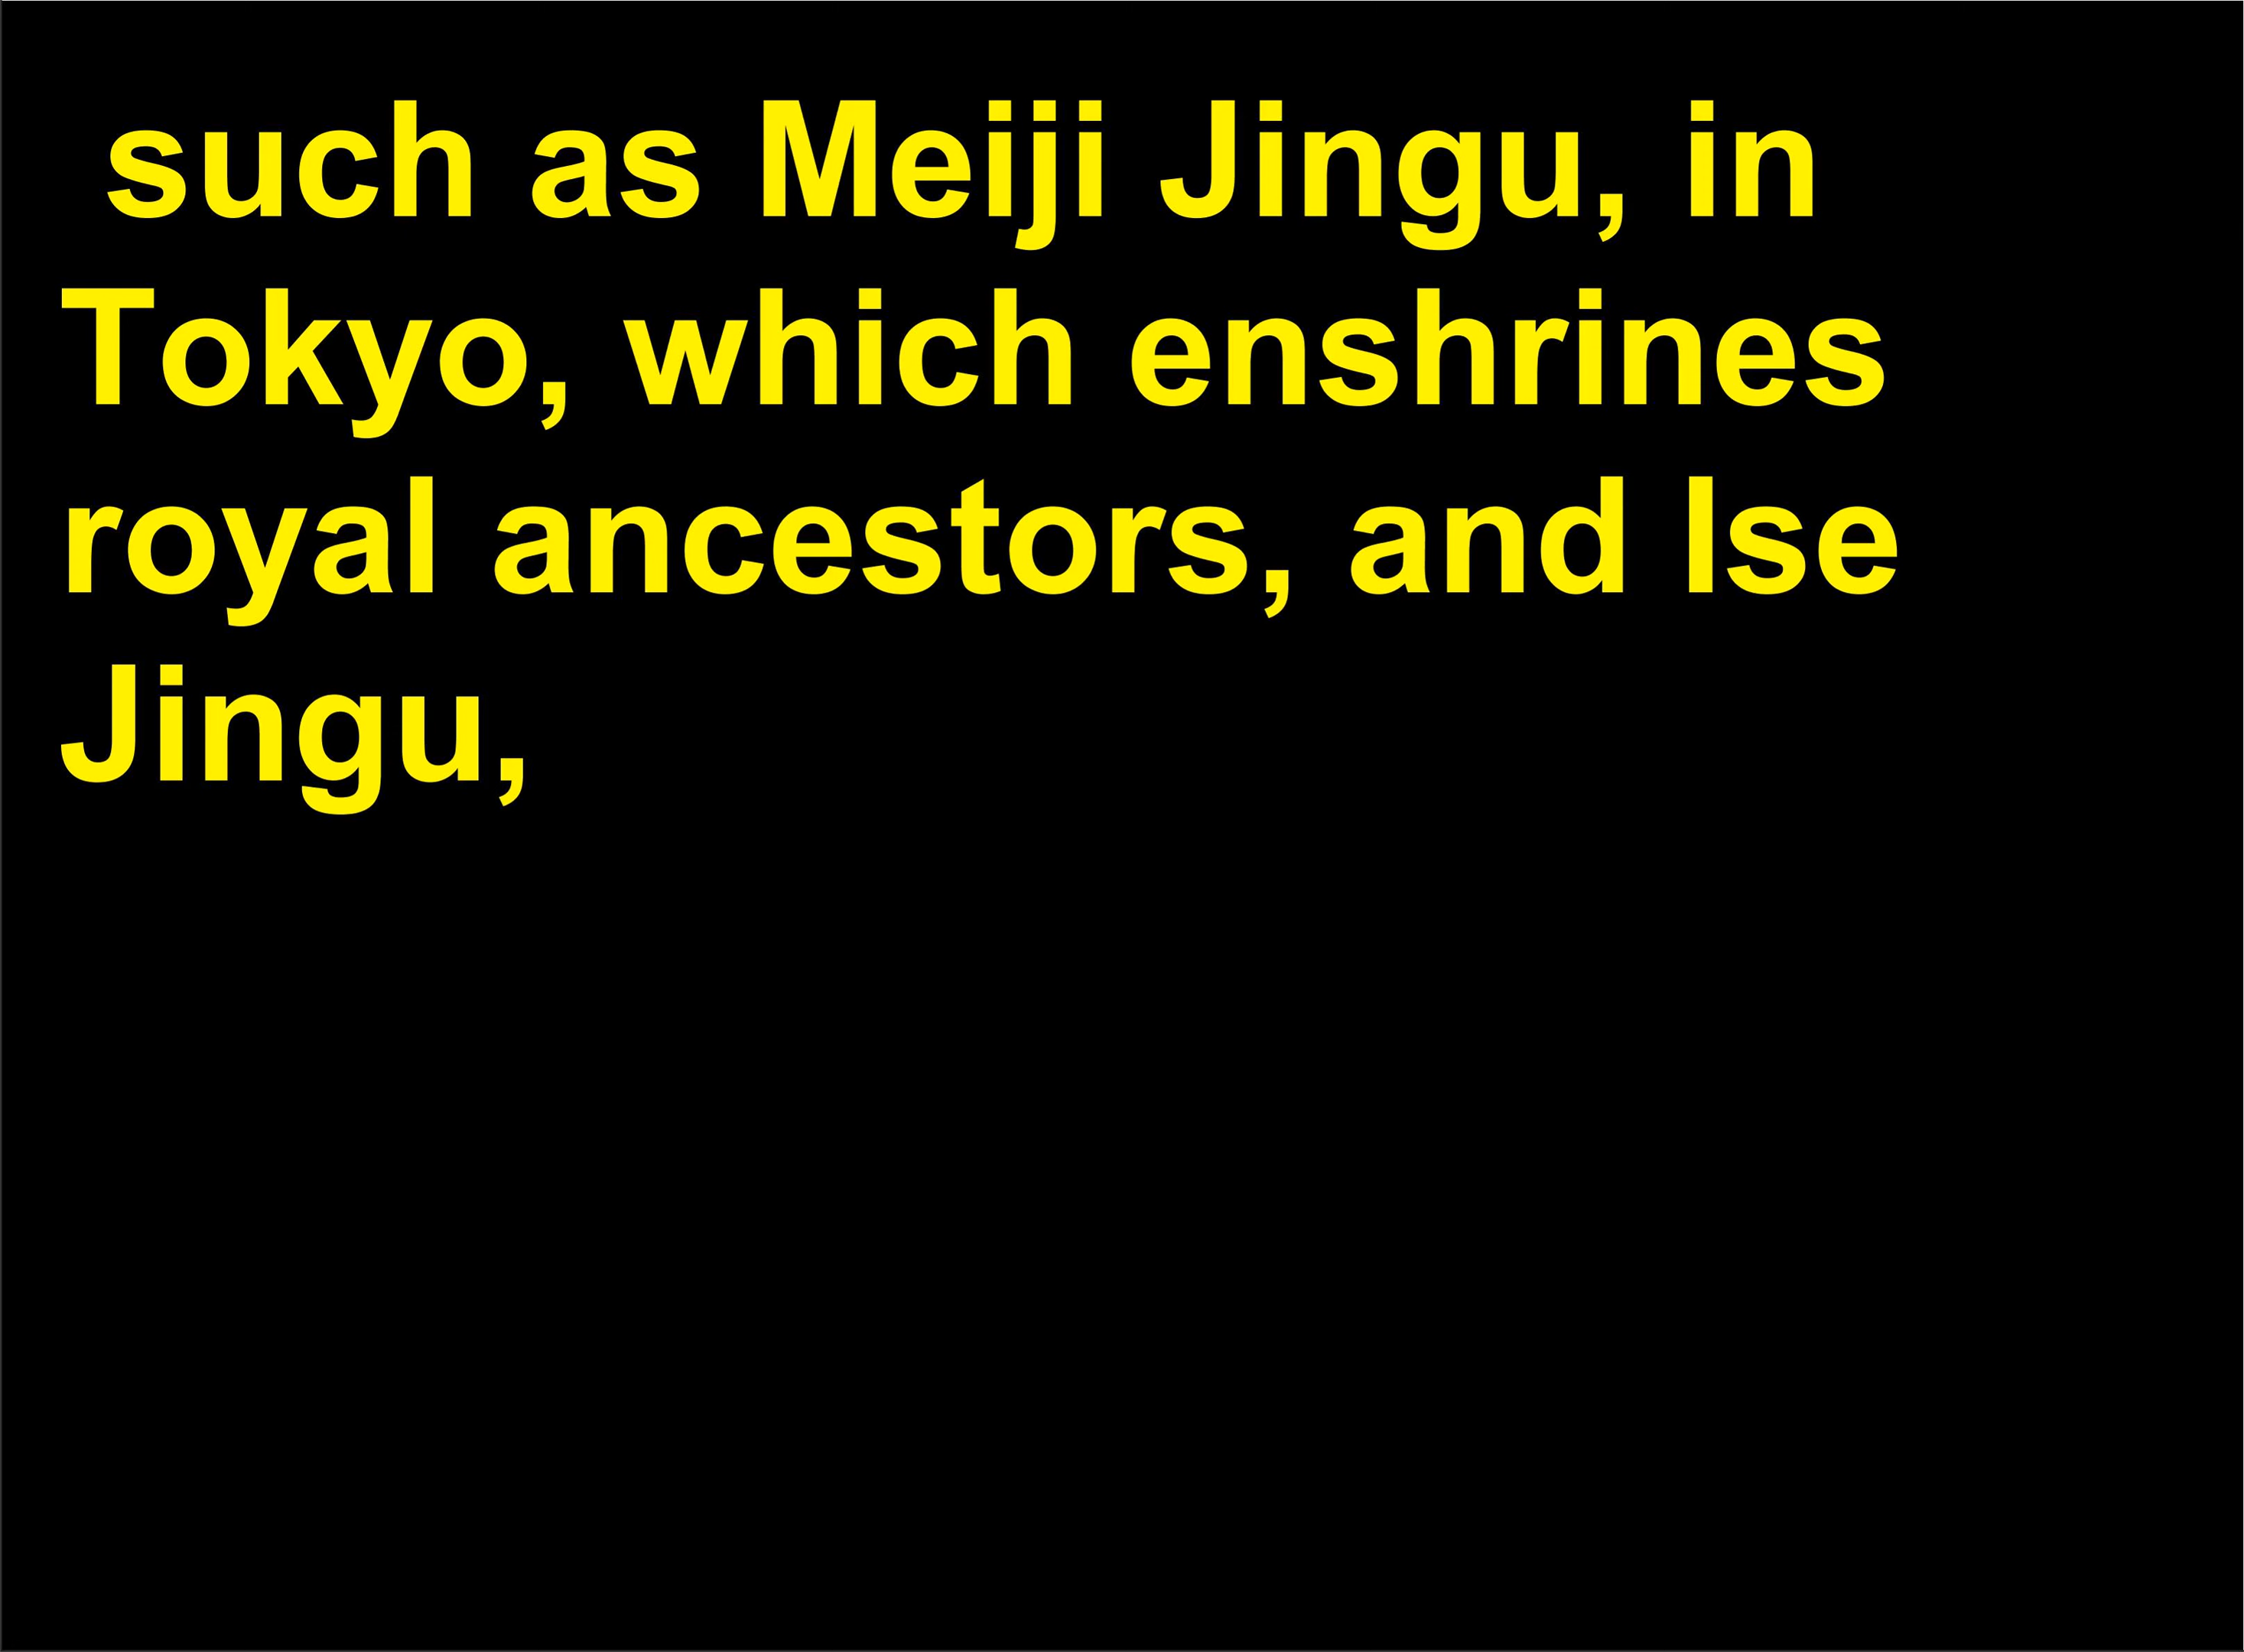 such as Meiji Jingu, in
Tokyo, which enshrines
royal ancestors, and Ise
Jingu,